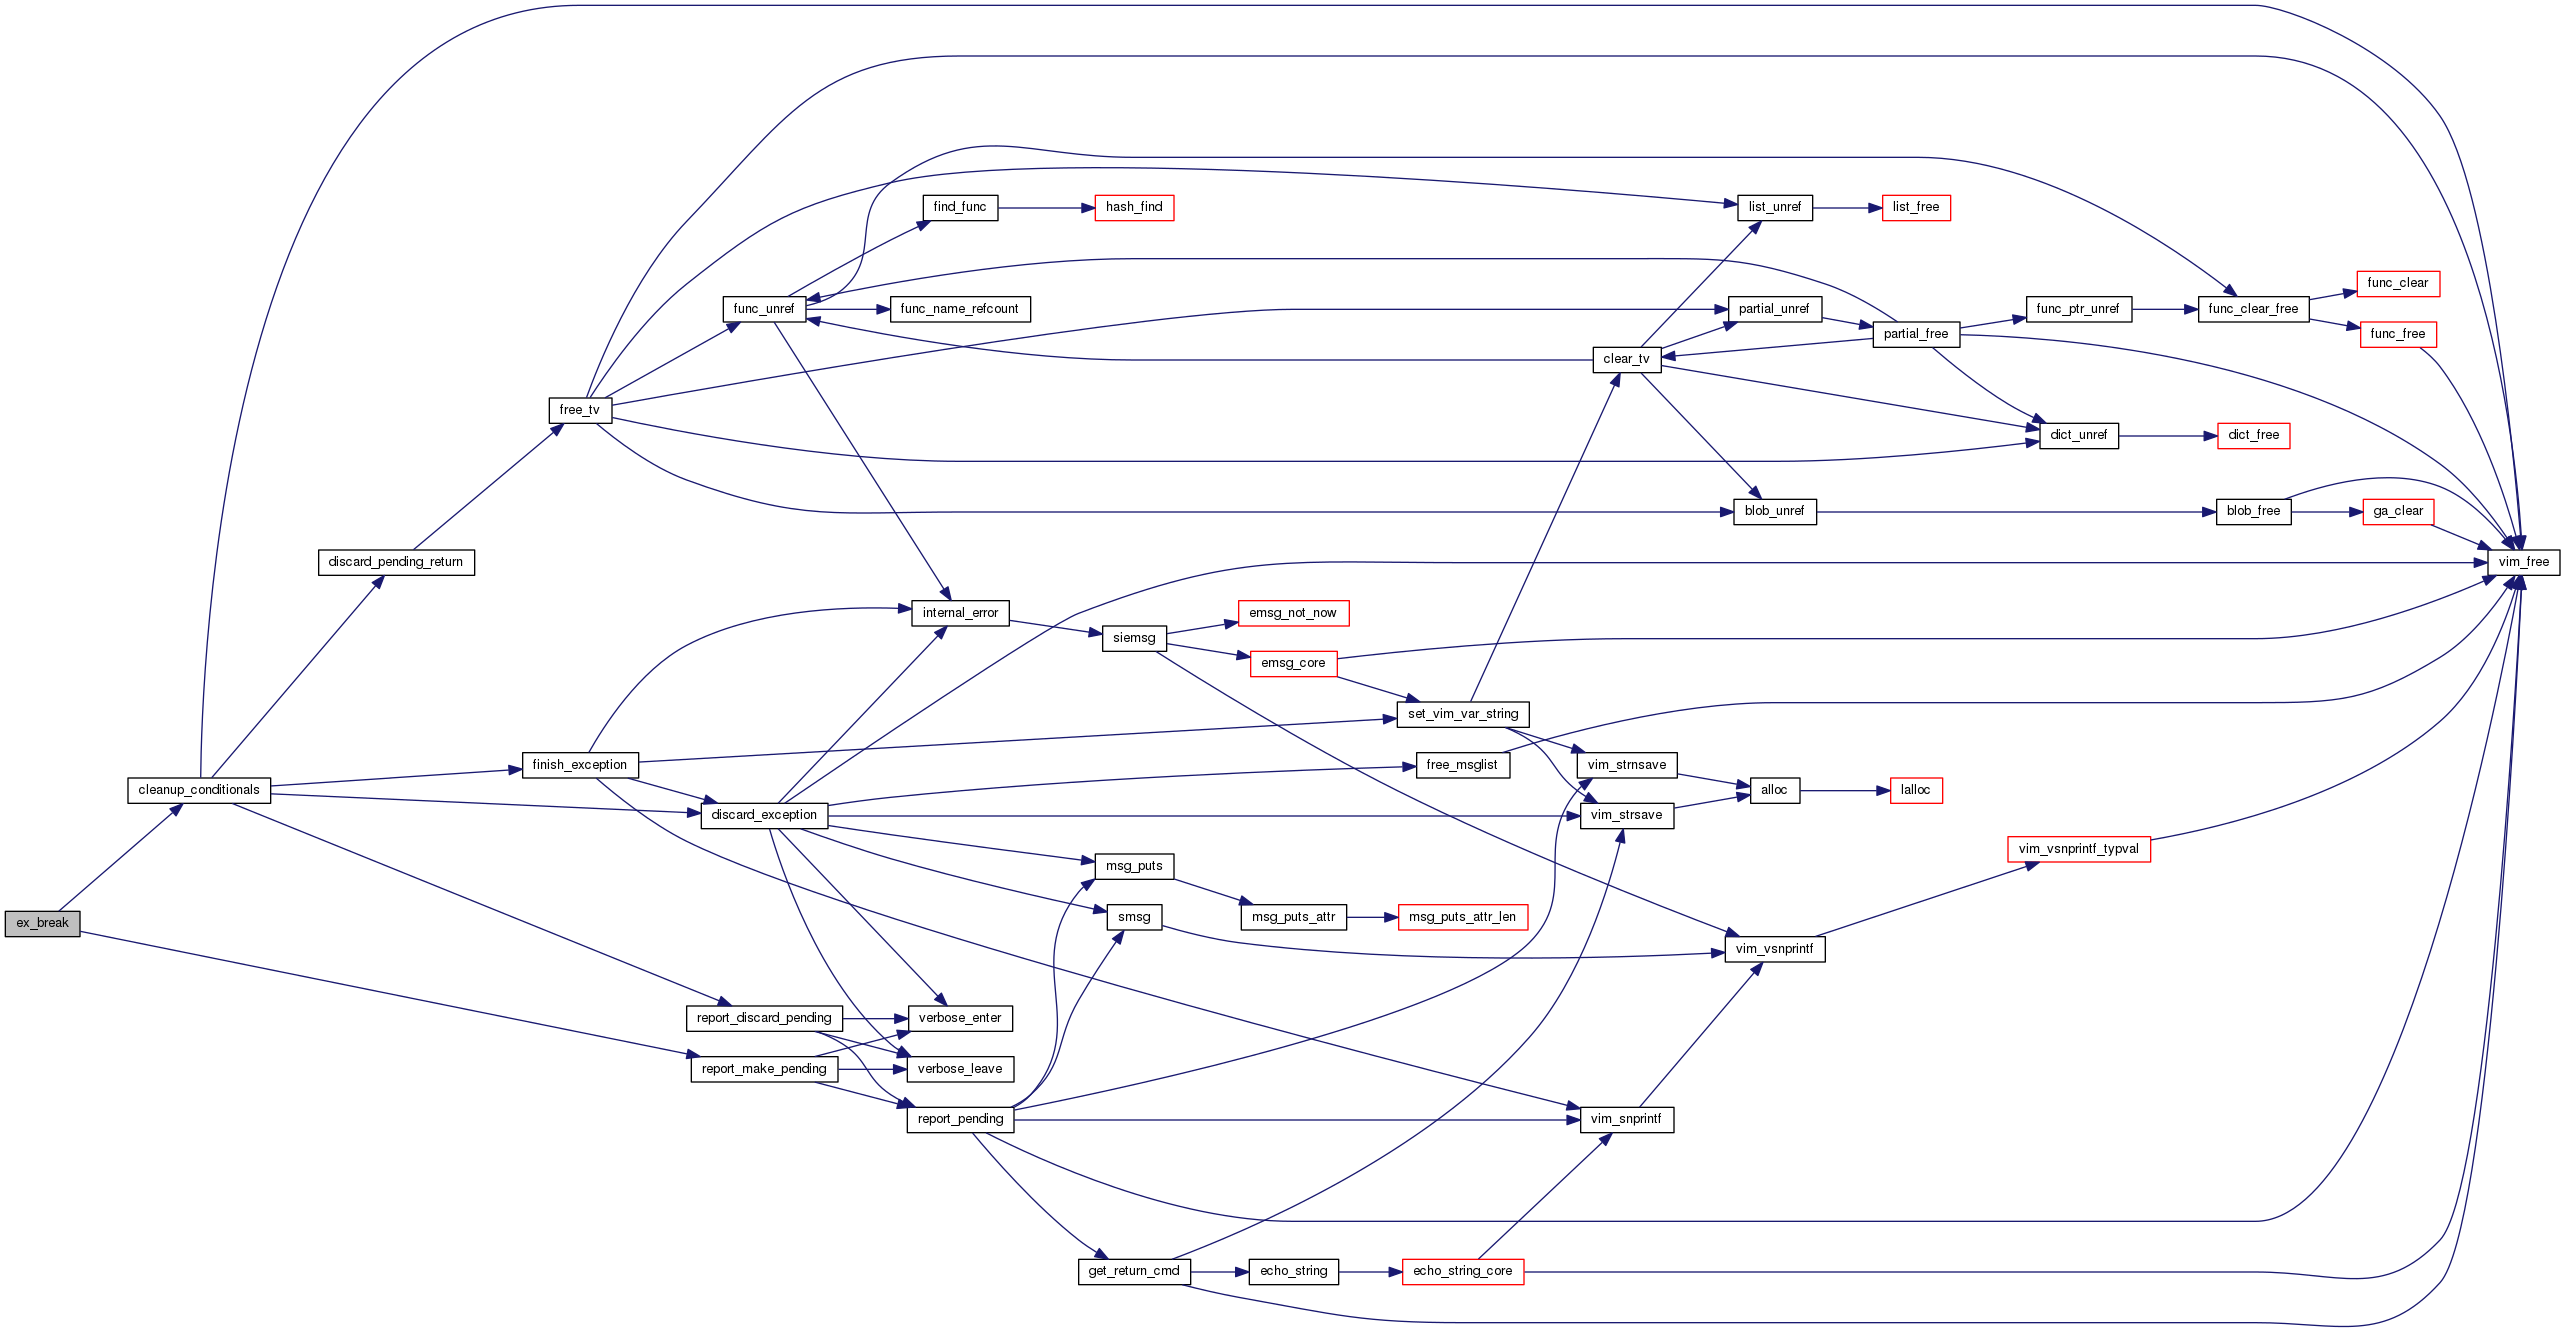 find_func
hash_find
list_unref
list_free
func_clear
func_unref
func_name_refcount
partial_unref
func_ptr_unref
func_clear_free
partial_free
func_free
clear_tv
free_tv
dict_unref
dict_free
blob_unref
blob_free
ga_clear
discard_pending_return
vim_free
internal_error
emsg_not_now
siemsg
emsg_core
set_vim_var_string
finish_exception
free_msglist
vim_strnsave
cleanup_conditionals
alloc
lalloc
discard_exception
vim_strsave
vim_vsnprintf_typval
msg_puts
ex_break
smsg
msg_puts_attr
msg_puts_attr_len
vim_vsnprintf
report_discard_pending
verbose_enter
report_make_pending
verbose_leave
report_pending
vim_snprintf
get_return_cmd
echo_string
echo_string_core